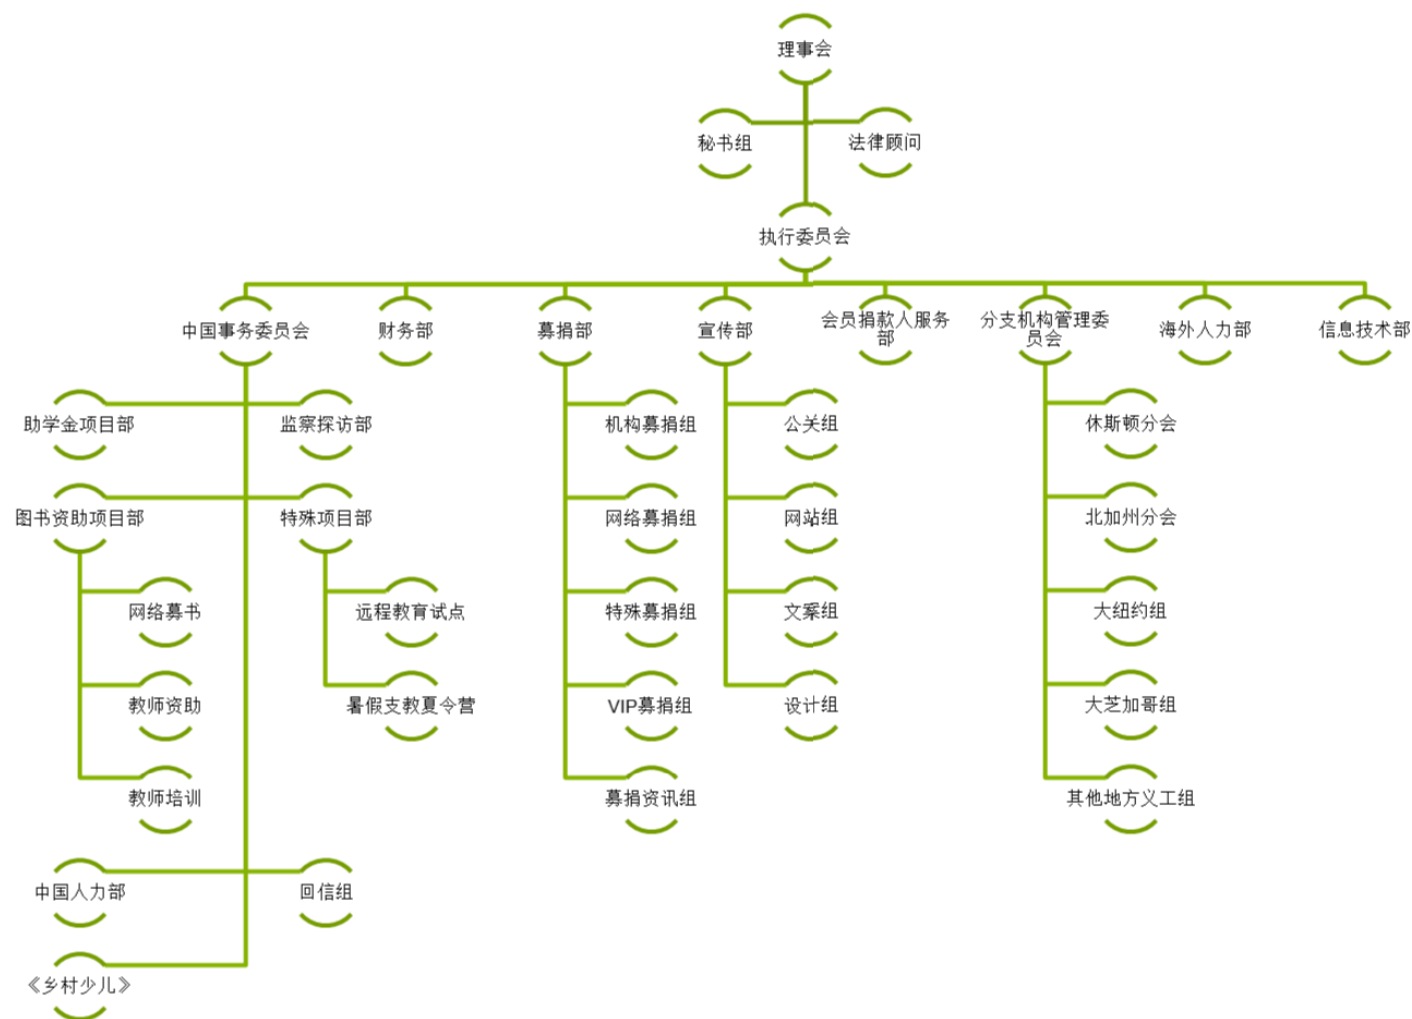 理事会
秘书组
法律顾问
执行委员会
中国事务委员会
财务部
募捐部
宣传部
会员捐款人服务
部
分支机构管理委
员会
海外人力部
信息技术部
助学金项目部
监察探访部
机构募捐组
公关组
休斯顿分会
图书资助项目部
特殊项目部
网络募捐组
网站组
北加州分会
网络募书
远程教育试点
特殊募捐组
文案组
大纽约组
教师资助
暑假支教夏令营
VIP募捐组
设计组
大芝加哥组
教师培训
募捐资讯组
其他地方义工组
中国人力部
回信组
《乡村少儿》